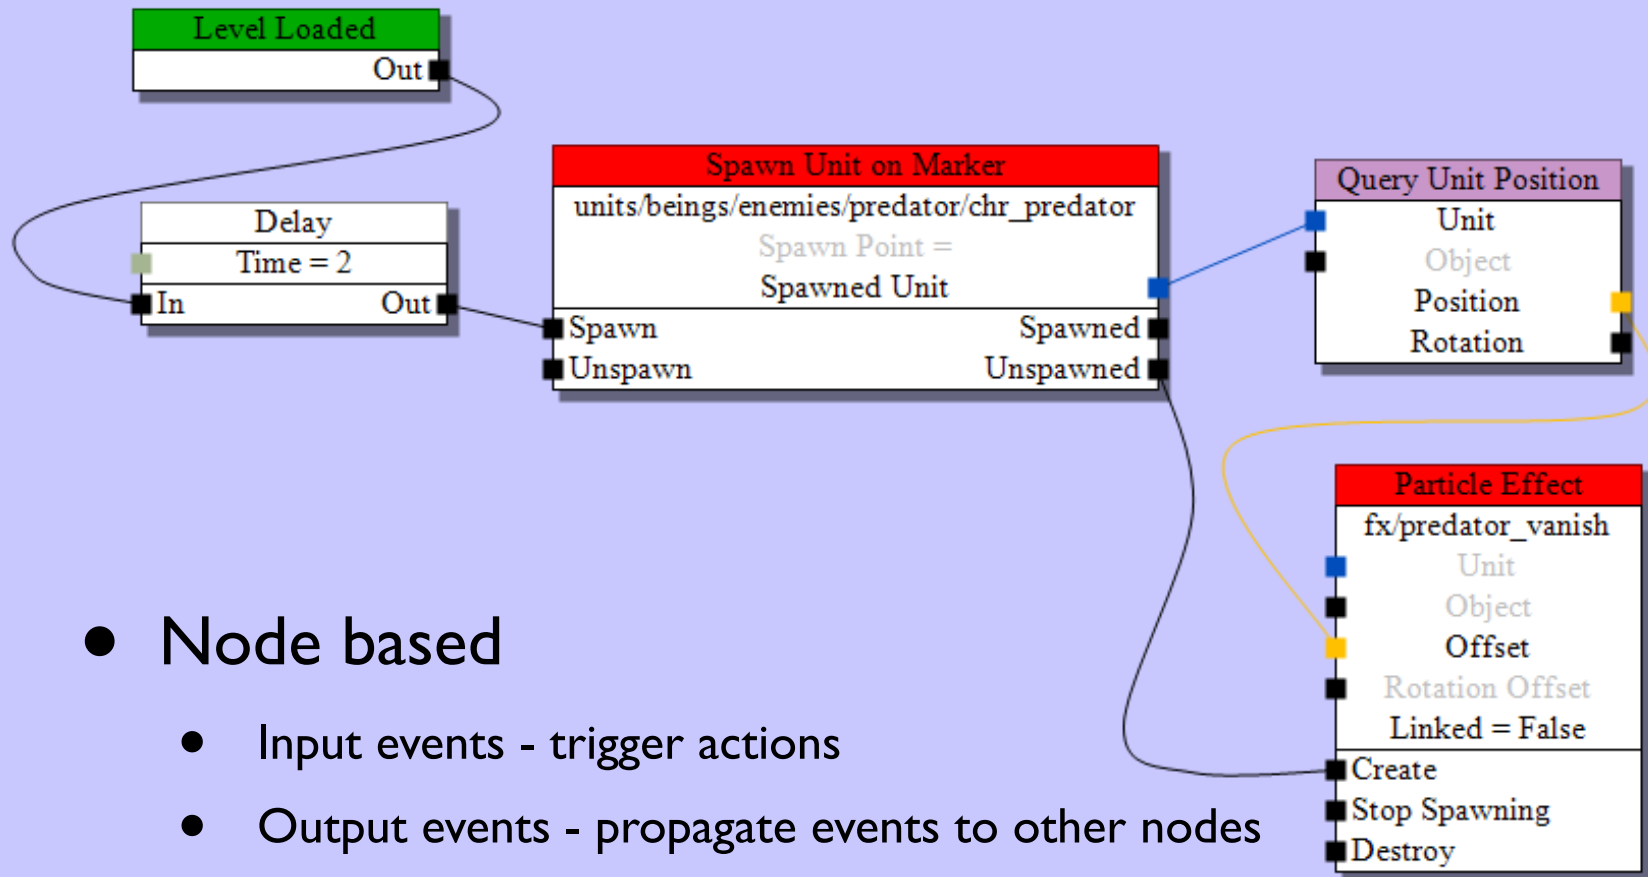 Level Loaded
Out
Delay
Time = 2
In Out
Spawn Unit on Marker
units/beings/enemies/predator/chr_predator
Spawn Point =
Spawned Unit
Spawn Spawned
Unspawn Unspawned
Query Unit Position
Unit
Object
Position
Rotation
Particle Effect
fx/predator_vanish
Unit
Object
Offset
Rotation Offset
Linked = False
Create
Stop Spawning
Destroy
• Node based
• Input events - trigger actions
• Output events - propagate events to other nodes